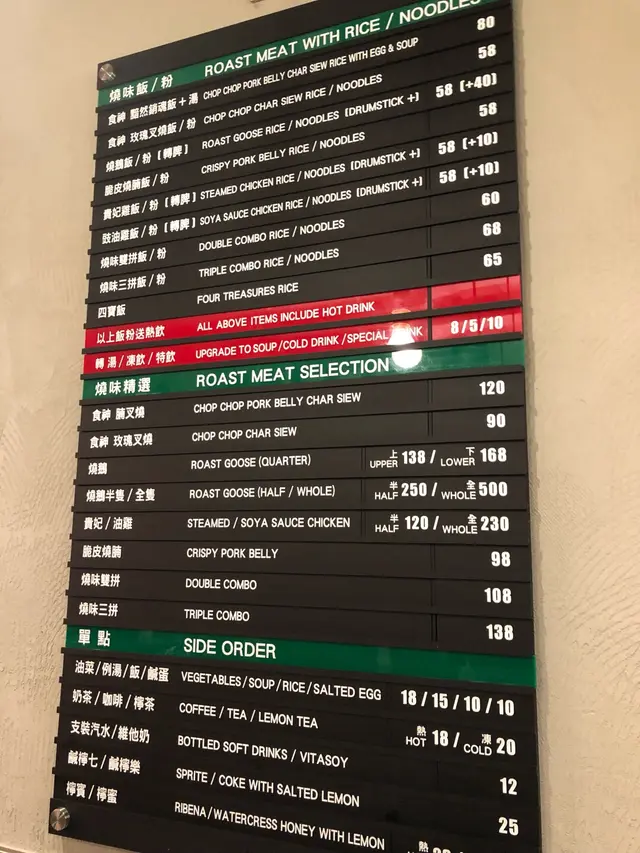 燒味飯 / 粉 ROAST MEAT WITH RICE / NOODLES
食神 黯然銷魂飯＋湯 CHOP CHOP PORK BELLY CHAR SIEW RICE WITH EGG & SOUP 80
食神 玫瑰叉燒飯 / 粉 CHOP CHOP CHAR SIEW RICE / NOODLES 58
燒鵝飯 / 粉 [轉髀] ROAST GOOSE RICE / NOODLES [DRUMSTICK +] 58 [+40]
脆皮燒腩飯 / 粉 CRISPY PORK BELLY RICE / NOODLES 58
貴妃雞飯 / 粉 [轉髀] STEAMED CHICKEN RICE / NOODLES [DRUMSTICK +] 58 [+10]
豉油雞飯 / 粉 [轉髀] SOYA SAUCE CHICKEN RICE / NOODLES [DRUMSTICK +] 58 [+10]
燒味雙拼飯 / 粉 DOUBLE COMBO RICE / NOODLES 60
燒味三拼飯 / 粉 TRIPLE COMBO RICE / NOODLES 68
四寶飯 FOUR TREASURES RICE 65
以上飯粉送熱飲 ALL ABOVE ITEMS INCLUDE HOT DRINK
轉 湯 / 凍飲 / 特飲 UPGRADE TO SOUP / COLD DRINK / SPECIAL DRINK 8 / 5 / 10
燒味精選 ROAST MEAT SELECTION
食神 腩叉燒 CHOP CHOP PORK BELLY CHAR SIEW 120
食神 玫瑰叉燒 CHOP CHOP CHAR SIEW 90
燒鵝 ROAST GOOSE (QUARTER) 上 UPPER 138 / 下 LOWER 168
燒鵝半隻 / 全隻 ROAST GOOSE (HALF / WHOLE) 半 HALF 250 / 全 WHOLE 500
貴妃 / 油雞 STEAMED / SOYA SAUCE CHICKEN 半 HALF 120 / 全 WHOLE 230
脆皮燒腩 CRISPY PORK BELLY 98
燒味雙拼 DOUBLE COMBO 108
燒味三拼 TRIPLE COMBO 138
單點 SIDE ORDER
油菜 / 例湯 / 飯 / 鹹蛋 VEGETABLES / SOUP / RICE / SALTED EGG 18 / 15 / 10 / 10
奶茶 / 咖啡 / 檸茶 COFFEE / TEA / LEMON TEA 熱 HOT 18 / 凍 COLD 20
支裝汽水 / 維他奶 BOTTLED SOFT DRINKS / VITASOY 12
鹹檸七 / 鹹檸樂 SPRITE / COKE WITH SALTED LEMON 25
檸賓 / 檸蜜 RIBENA / WATERCRESS HONEY WITH LEMON 熱